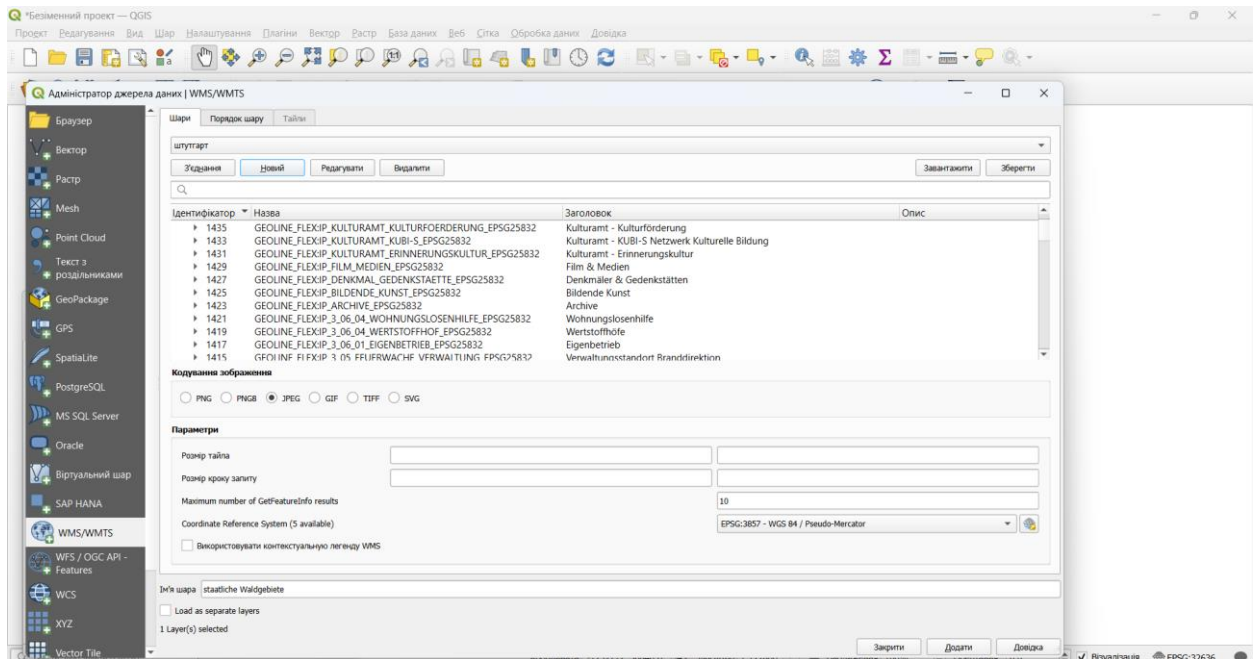 *Безіменний проект — QGIS
Проект Редагування Вид Шар Налаштування Плагіни Вектор Растр База даних Веб Сітка Обробка даних Довідка
Адміністратор джерела даних | WMS/WMTS
Браузер
Вектор
Растр
Mesh
Point Cloud
Текст з
роздільниками
GeoPackage
GPS
SpatiaLite
PostgreSQL
MS SQL Server
Oracle
Віртуальний шар
SAP HANA
WMS/WMTS
WFS / OGC API -
Features
WCS
XYZ
Vector Tile
Шари Порядок шару Тайли
штутгарт
З'єднання Новий Редагувати Видалити Завантажити Зберегти
Ідентифікатор Назва Заголовок Опис
1435 GEOLINE_FLEX:IP_KULTURAMT_KULTURFOERDERUNG_EPSG25832 Kulturamt - Kulturförderung
1433 GEOLINE_FLEX:IP_KULTURAMT_KUBI-S_EPSG25832 Kulturamt - KUBI-S Netzwerk Kulturelle Bildung
1431 GEOLINE_FLEX:IP_KULTURAMT_ERINNERUNGSKULTUR_EPSG25832 Kulturamt - Erinnerungskultur
1429 GEOLINE_FLEX:IP_FILM_MEDIEN_EPSG25832 Film & Medien
1427 GEOLINE_FLEX:IP_DENKMAL_GEDENKSTAETTE_EPSG25832 Denkmäler & Gedenkstätten
1425 GEOLINE_FLEX:IP_BILDENDE_KUNST_EPSG25832 Bildende Kunst
1423 GEOLINE_FLEX:IP_ARCHIVE_EPSG25832 Archive
1421 GEOLINE_FLEX:IP_3_06_04_WOHNUNGSLOSENHILFE_EPSG25832 Wohnungslosenhilfe
1419 GEOLINE_FLEX:IP_3_06_04_WERTSTOFFHOF_EPSG25832 Wertstoffhöfe
1417 GEOLINE_FLEX:IP_3_06_01_EIGENBETRIEB_EPSG25832 Eigenbetrieb
1415 GEOLINE_FLEX:IP_3_05_FEUERWACHE_VERWALTUNG_EPSG25832 Verwaltungsstandort Branddirektion
Кодування зображення
PNG PNG8 JPEG GIF TIFF SVG
Параметри
Розмір тайла
Розмір кроку запиту
Maximum number of GetFeatureInfo results 10
Coordinate Reference System (5 available) EPSG:3857 - WGS 84 / Pseudo-Mercator
Використовувати контекстуальную легенду WMS
Ім'я шара staatliche Waldgebiete
Load as separate layers
1 Layer(s) selected
Закрити Додати Довідка
Візуалізація EPSG:32636